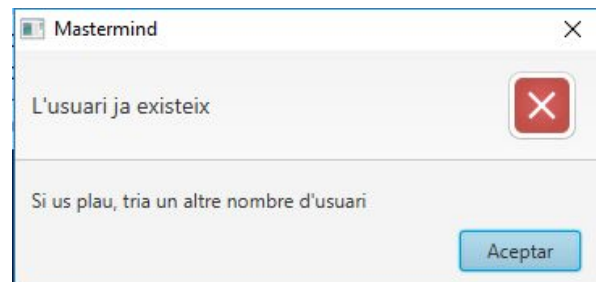 Mastermind
L'usuari ja existeix
Si us plau, tria un altre nombre d'usuari
Aceptar